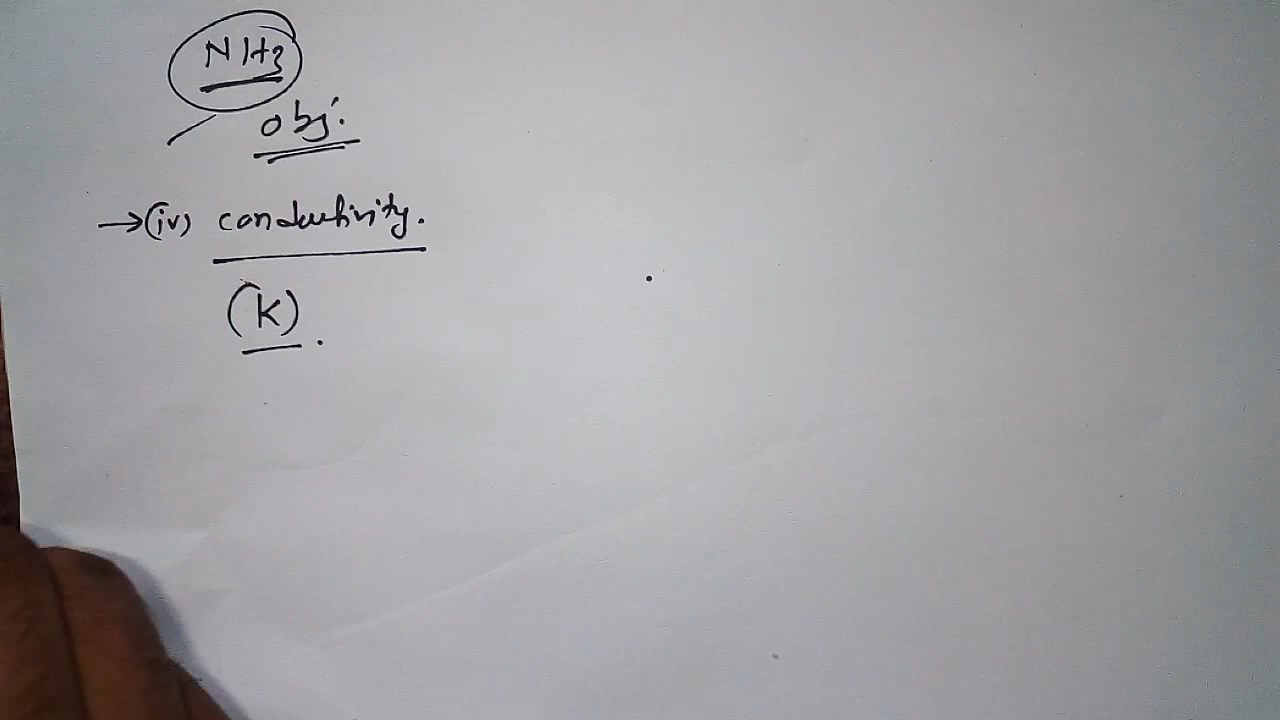 NH3
obj.
→(iv) conductivity.
(K).